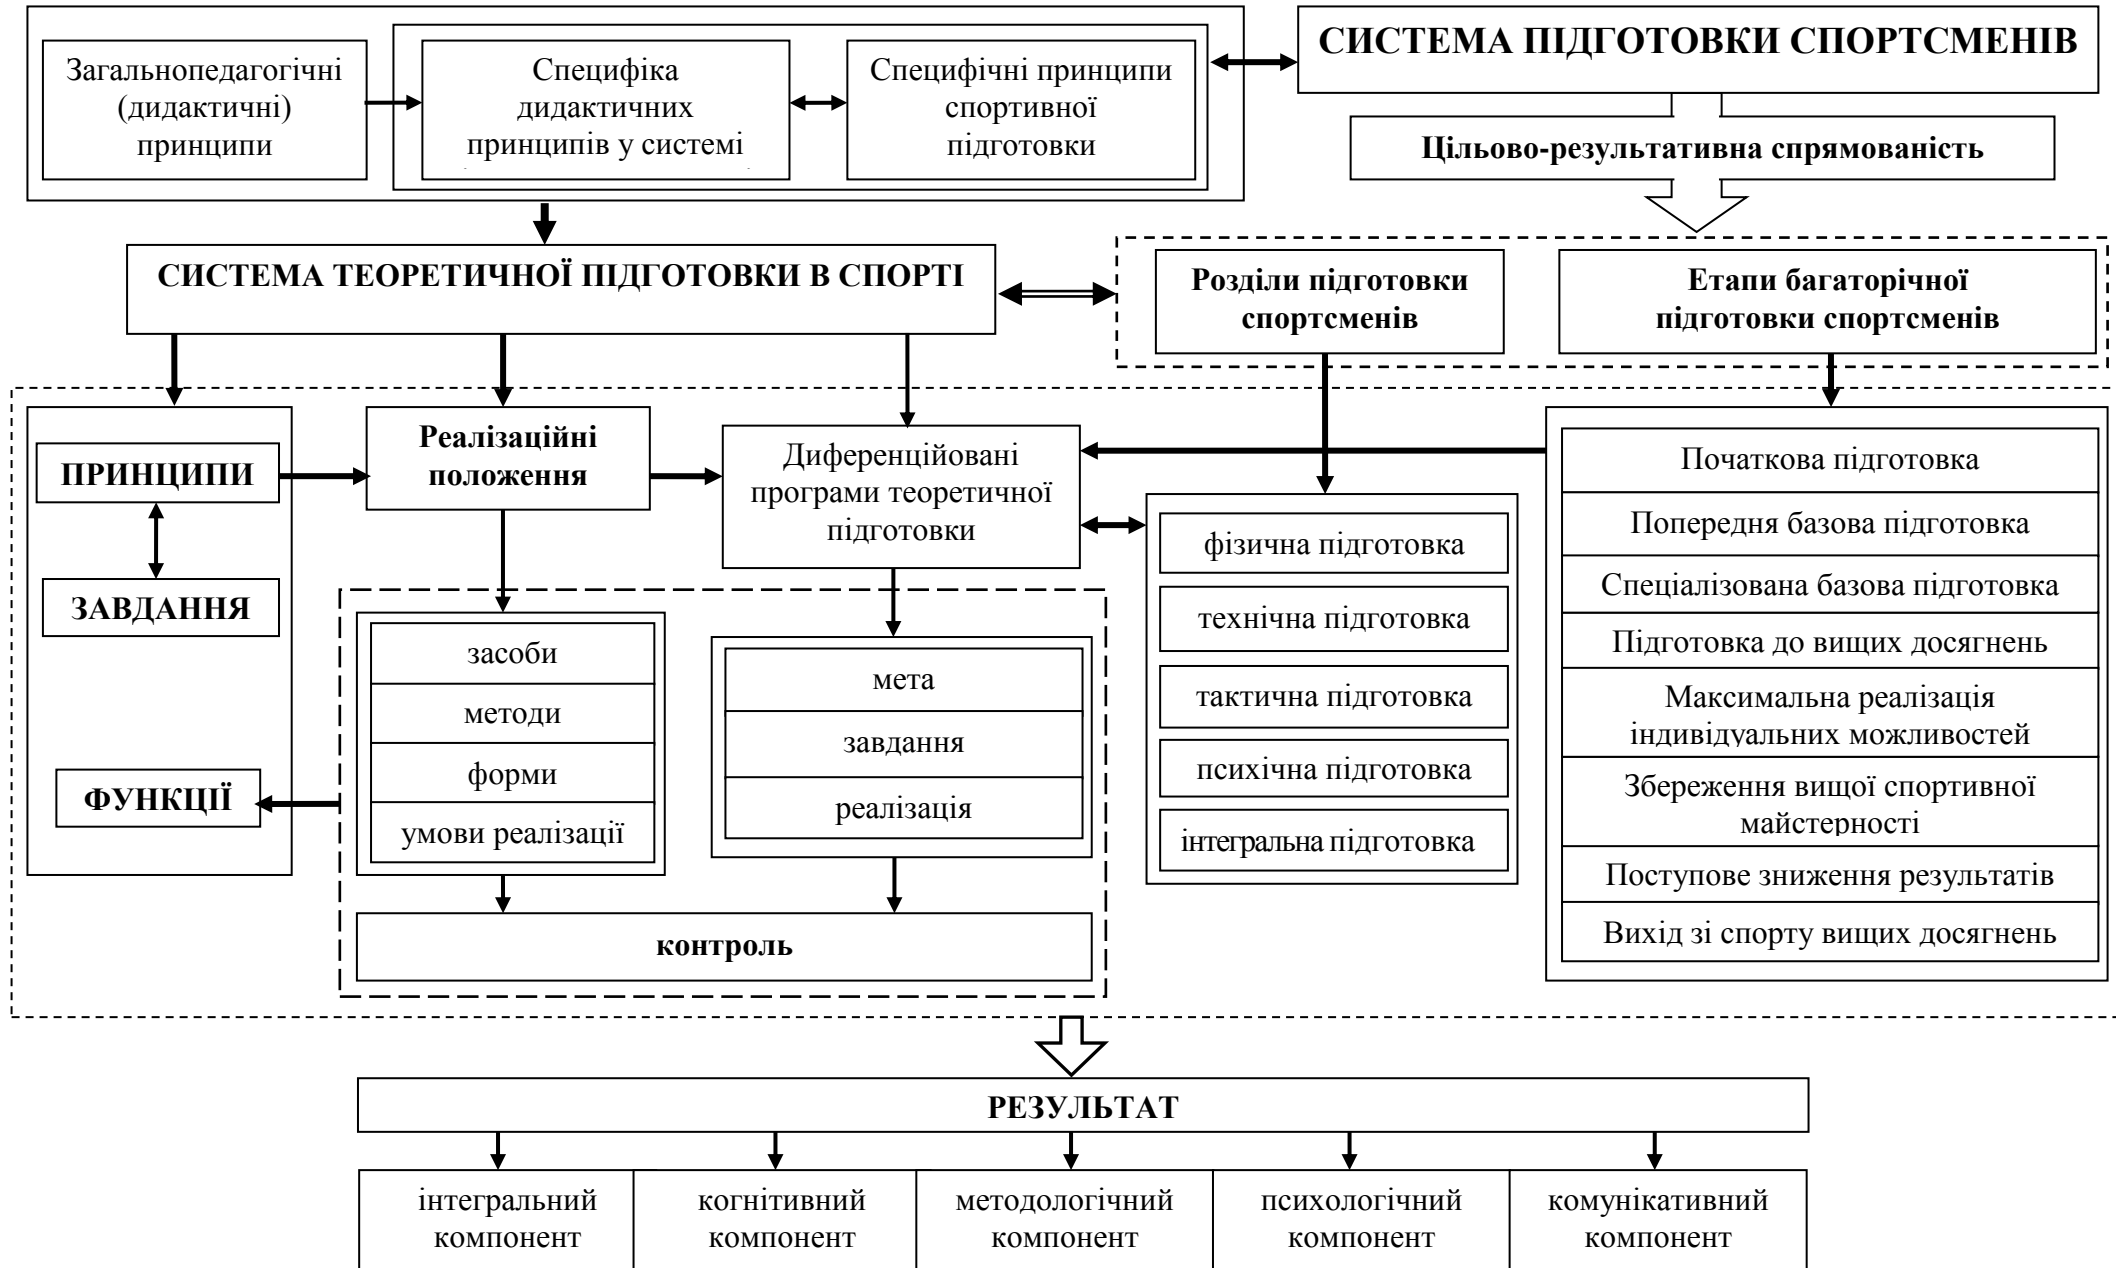 Загальнопедагогічні
(дидактичні)
принципи
Специфіка
дидактичних
принципів у системі
Специфічні принципи
спортивної
підготовки
СИСТЕМА ПІДГОТОВКИ СПОРТСМЕНІВ
Цільово-результативна спрямованість
СИСТЕМА ТЕОРЕТИЧНОЇ ПІДГОТОВКИ В СПОРТІ
Розділи підготовки
спортсменів
Етапи багаторічної
підготовки спортсменів
ПРИНЦИПИ
ЗАВДАННЯ
ФУНКЦІЇ
Реалізаційні
положення
Диференційовані
програми теоретичної
підготовки
засоби
методи
форми
умови реалізації
мета
завдання
реалізація
контроль
фізична підготовка
технічна підготовка
тактична підготовка
психічна підготовка
інтегральна підготовка
Початкова підготовка
Попередня базова підготовка
Спеціалізована базова підготовка
Підготовка до вищих досягнень
Максимальна реалізація
індивідуальних можливостей
Збереження вищої спортивної
майстерності
Поступове зниження результатів
Вихід зі спорту вищих досягнень
РЕЗУЛЬТАТ
інтегральний
компонент
когнітивний
компонент
методологічний
компонент
психологічний
компонент
комунікативний
компонент